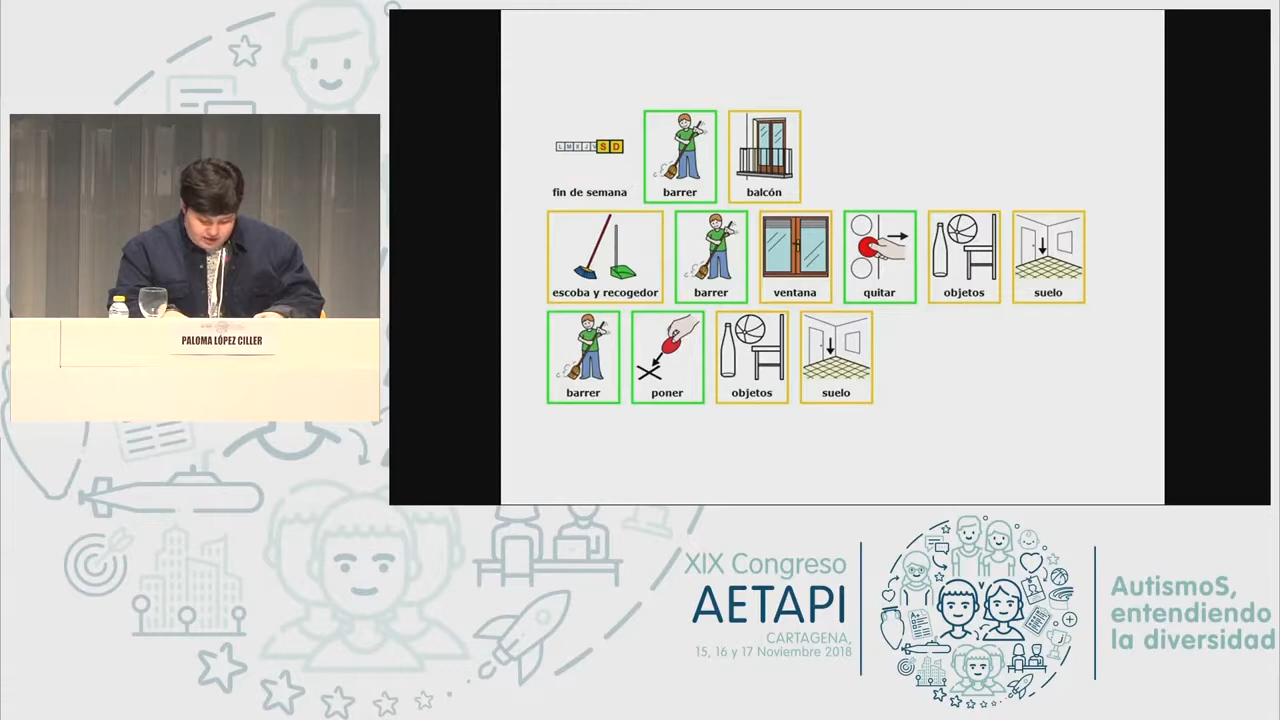 L M X J V S D
fin de semana
barrer
balcón
escoba y recogedor
barrer
ventana
quitar
objetos
suelo
barrer
poner
objetos
suelo
PALOMA LÓPEZ CILLER
XIX Congreso
AETAPI
CARTAGENA,
15, 16 y 17 Noviembre 2018
AutismoS,
entendiendo
la diversidad